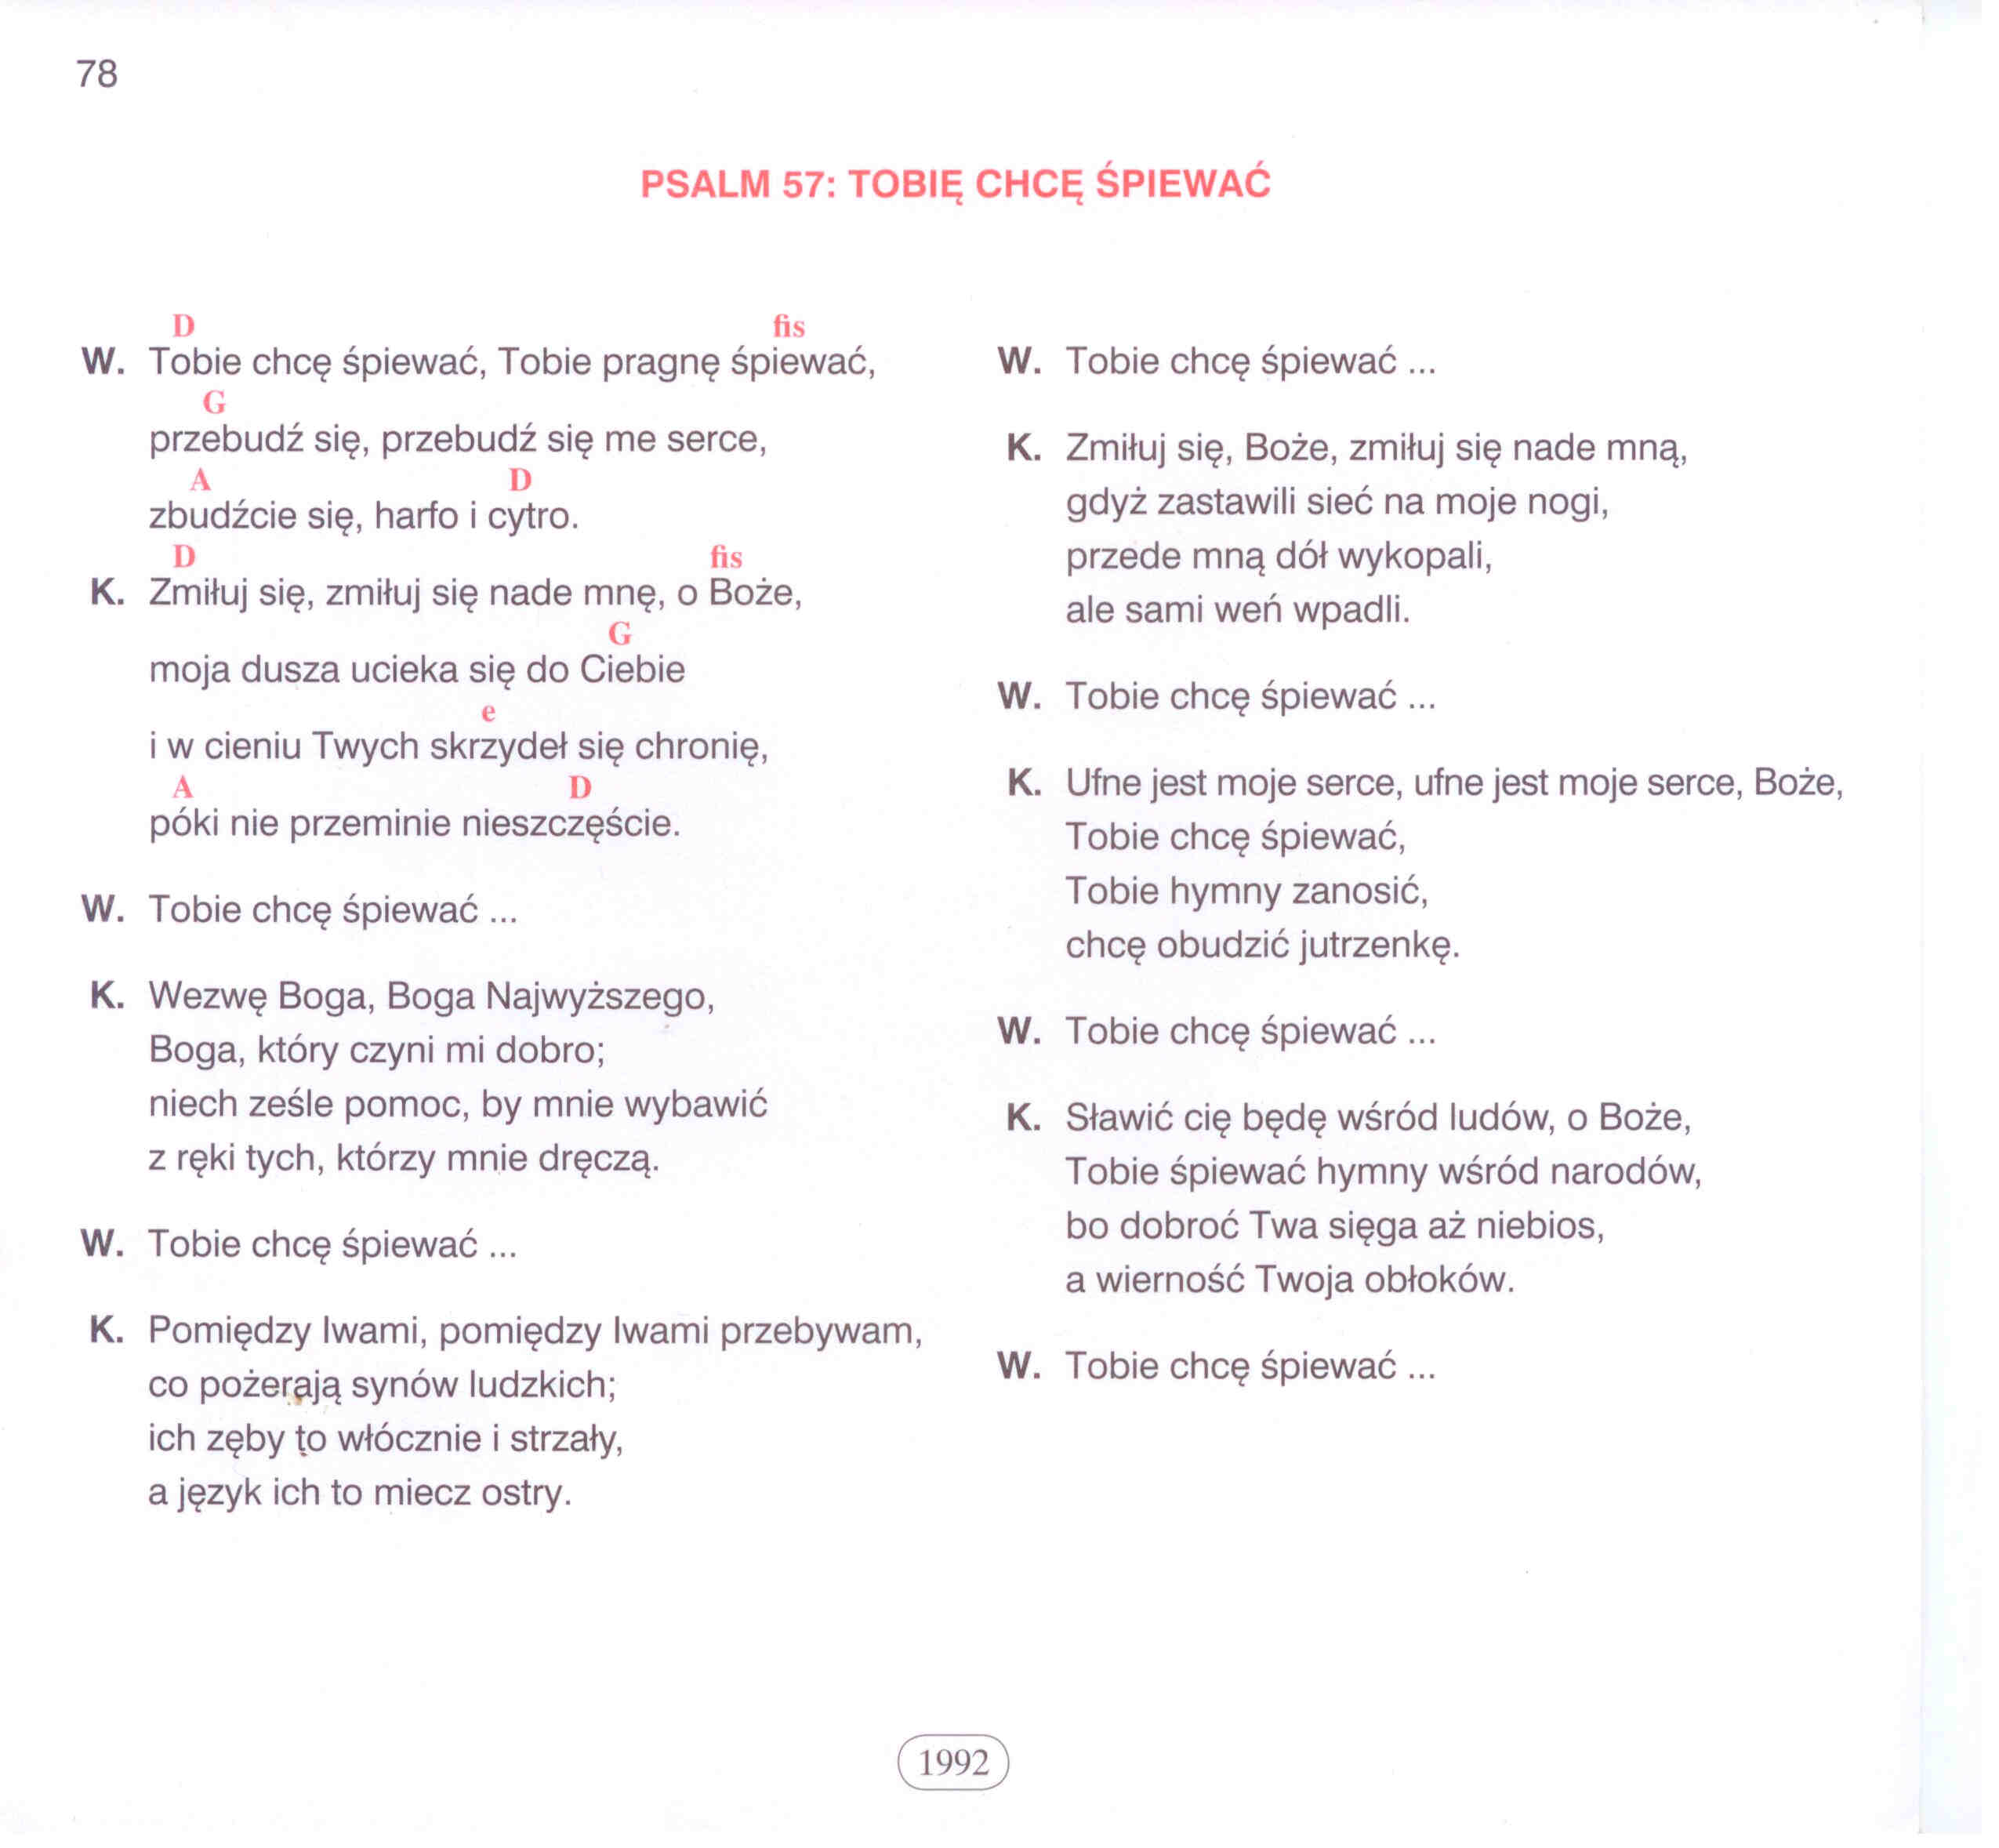 78
PSALM 57: TOBIĘ CHCĘ ŚPIEWAĆ
D fis
W. Tobie chcę śpiewać, Tobie pragnę śpiewać,
G
przebudź się, przebudź się me serce,
A D
zbudźcie się, harfo i cytro.
D fis
K. Zmiłuj się, zmiłuj się nade mnę, o Boże,
G
moja dusza ucieka się do Ciebie
e
i w cieniu Twych skrzydeł się chronię,
A D
póki nie przeminie nieszczęście.
W. Tobie chcę śpiewać ...
K. Wezwę Boga, Boga Najwyższego,
Boga, który czyni mi dobro;
niech ześle pomoc, by mnie wybawić
z ręki tych, którzy mnie dręczą.
W. Tobie chcę śpiewać ...
K. Pomiędzy lwami, pomiędzy lwami przebywam,
co pożerają synów ludzkich;
ich zęby to włócznie i strzały,
a język ich to miecz ostry.
W. Tobie chcę śpiewać ...
K. Zmiłuj się, Boże, zmiłuj się nade mną,
gdyż zastawili sieć na moje nogi,
przede mną dół wykopali,
ale sami weń wpadli.
W. Tobie chcę śpiewać ...
K. Ufne jest moje serce, ufne jest moje serce, Boże,
Tobie chcę śpiewać,
Tobie hymny zanosić,
chcę obudzić jutrzenkę.
W. Tobie chcę śpiewać ...
K. Sławić cię będę wśród ludów, o Boże,
Tobie śpiewać hymny wśród narodów,
bo dobroć Twa sięga aż niebios,
a wierność Twoja obłoków.
W. Tobie chcę śpiewać ...
1992